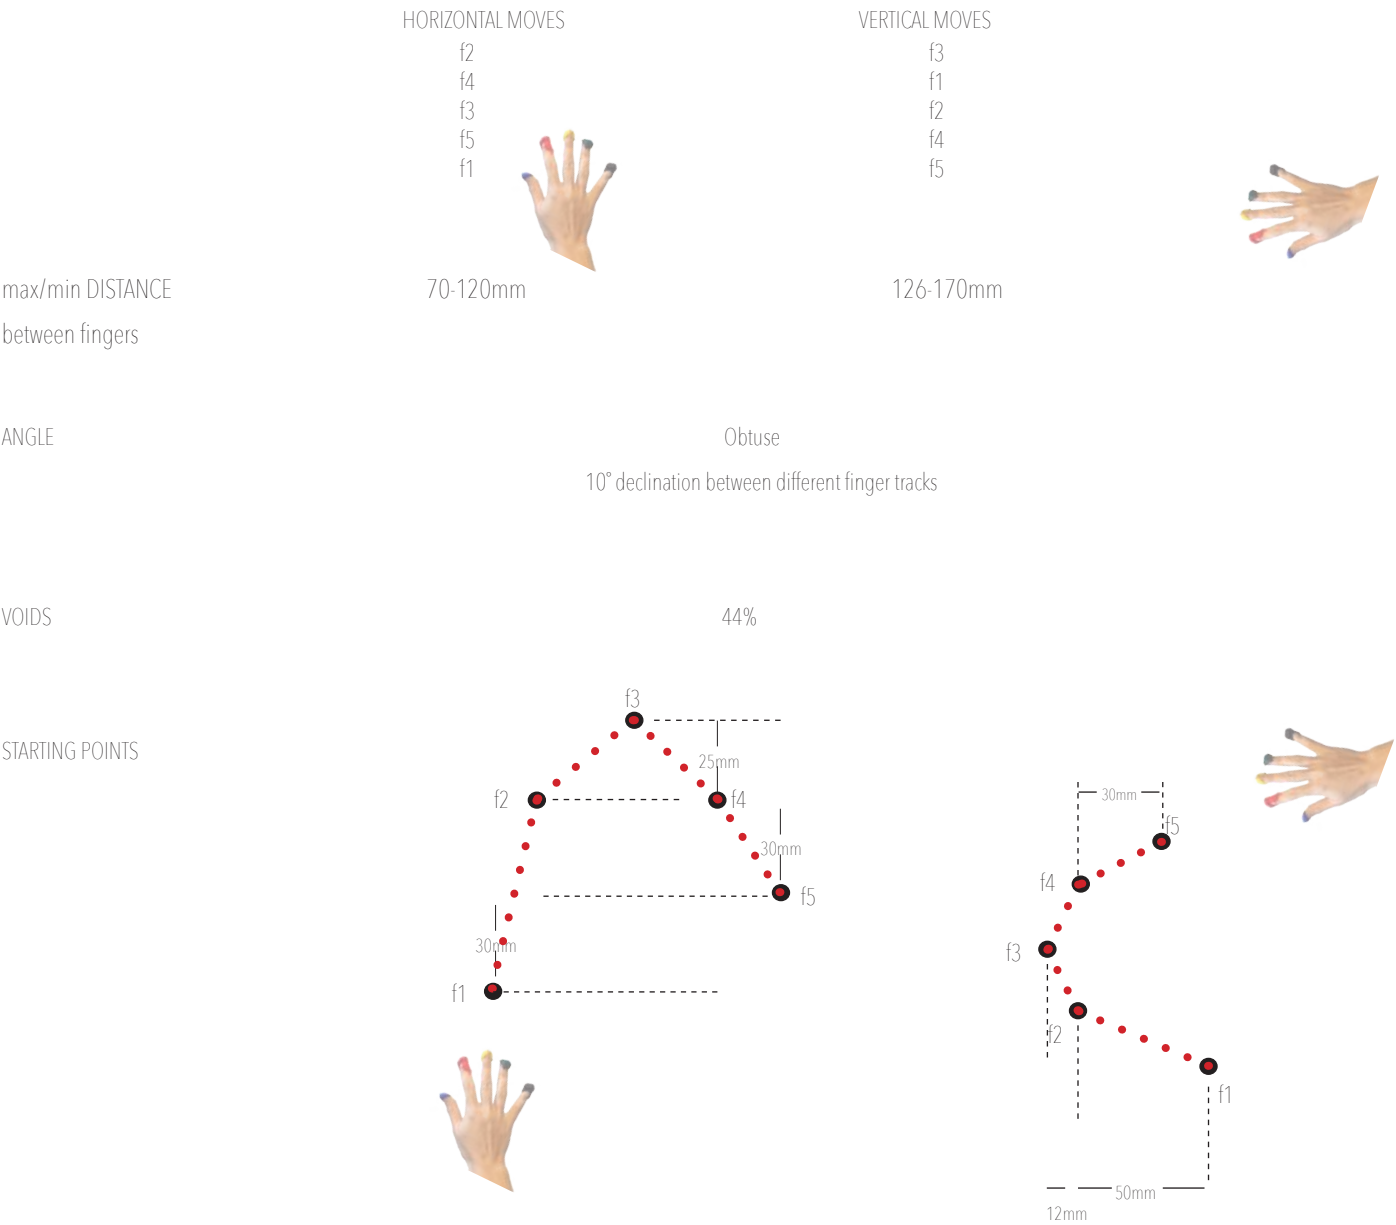 HORIZONTAL MOVES
f2
f4
f3
f5
f1
VERTICAL MOVES
f3
f1
f2
f4
f5
max/min DISTANCE
between fingers
70-120mm
126-170mm
ANGLE
Obtuse
10° declination between different finger tracks
VOIDS
44%
STARTING POINTS
f3
25mm
f2
f4
30mm
f5
30mm
f1
30mm
f5
f4
f3
f2
f1
50mm
12mm